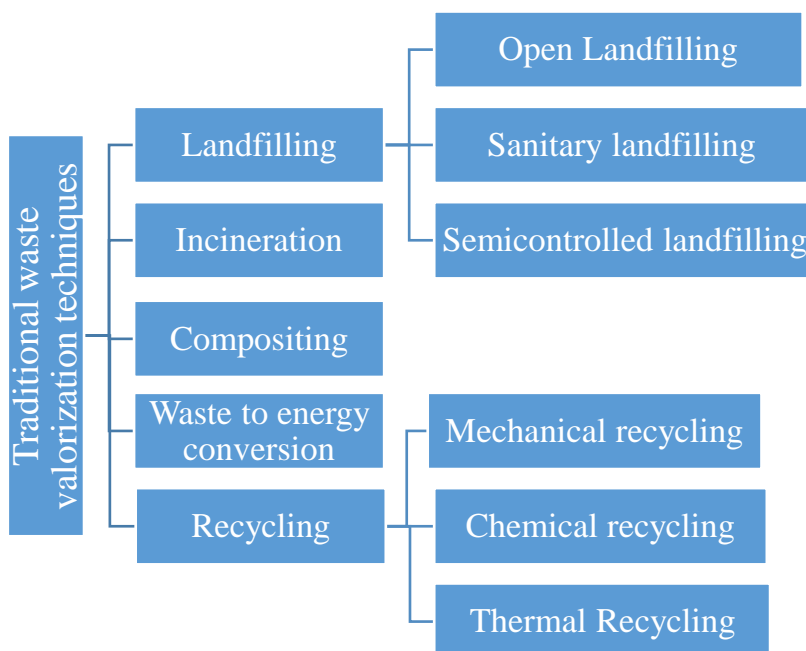 Traditional waste
valorization techniques
Landfilling
Open Landfilling
Sanitary landfilling
Semicontrolled landfilling
Incineration
Compositing
Waste to energy
conversion
Recycling
Mechanical recycling
Chemical recycling
Thermal Recycling